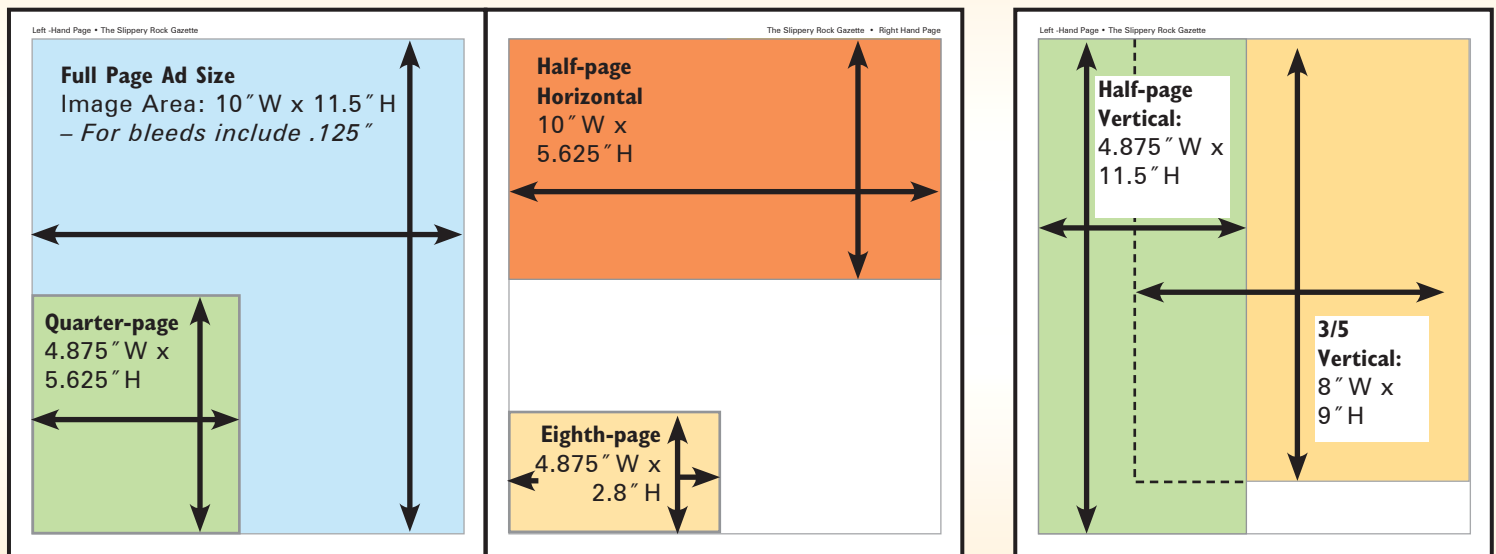 Left -Hand Page • The Slippery Rock Gazette
Full Page Ad Size
Image Area: 10″W x 11.5″H
– For bleeds include .125″
Quarter-page
4.875″W x
5.625″H
The Slippery Rock Gazette • Right Hand Page
Half-page
Horizontal
10″W x
5.625″H
Eighth-page
4.875″W x
2.8″H
Left -Hand Page • The Slippery Rock Gazette
Half-page
Vertical:
4.875″W x
11.5″H
3/5
Vertical:
8″W x
9″H